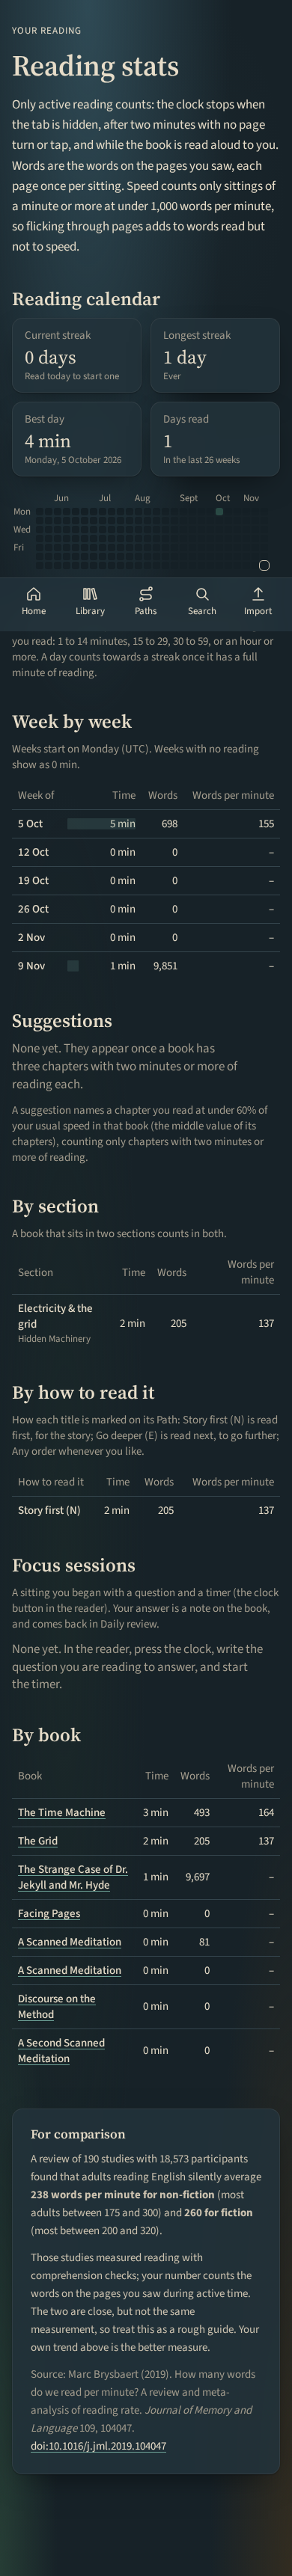 YOUR READING
Reading stats
Only active reading counts: the clock stops when
the tab is hidden, after two minutes with no page
turn or tap, and while the book is read aloud to you.
Words are the words on the pages you saw, each
page once per sitting. Speed counts only sittings of
a minute or more at under 1,000 words per minute,
so flicking through pages adds to words read but
not to speed.
Reading calendar
Current streak
0 days
Read today to start one
Longest streak
1 day
Ever
Best day
4 min
Monday, 5 October 2026
Days read
1
In the last 26 weeks
Jun Jul Aug Sept Oct Nov
Mon
Wed
Fri
Home Library Paths Search Import
you read: 1 to 14 minutes, 15 to 29, 30 to 59, or an hour or
more. A day counts towards a streak once it has a full
minute of reading.
Week by week
Weeks start on Monday (UTC). Weeks with no reading
show as 0 min.
Week of Time Words Words per minute
5 Oct 5 min 698 155
12 Oct 0 min 0 –
19 Oct 0 min 0 –
26 Oct 0 min 0 –
2 Nov 0 min 0 –
9 Nov 1 min 9,851 –
Suggestions
None yet. They appear once a book has
three chapters with two minutes or more of
reading each.
A suggestion names a chapter you read at under 60% of
your usual speed in that book (the middle value of its
chapters), counting only chapters with two minutes or
more of reading.
By section
A book that sits in two sections counts in both.
Section Time Words Words per
minute
Electricity & the
grid
Hidden Machinery
2 min 205 137
By how to read it
How each title is marked on its Path: Story first (N) is read
first, for the story; Go deeper (E) is read next, to go further;
Any order whenever you like.
How to read it Time Words Words per minute
Story first (N) 2 min 205 137
Focus sessions
A sitting you began with a question and a timer (the clock
button in the reader). Your answer is a note on the book,
and comes back in Daily review.
None yet. In the reader, press the clock, write the
question you are reading to answer, and start
the timer.
By book
Book Time Words Words per
minute
The Time Machine 3 min 493 164
The Grid 2 min 205 137
The Strange Case of Dr.
Jekyll and Mr. Hyde 1 min 9,697 –
Facing Pages 0 min 0 –
A Scanned Meditation 0 min 81 –
A Scanned Meditation 0 min 0 –
Discourse on the
Method 0 min 0 –
A Second Scanned
Meditation 0 min 0 –
For comparison
A review of 190 studies with 18,573 participants
found that adults reading English silently average
238 words per minute for non-fiction (most
adults between 175 and 300) and 260 for fiction
(most between 200 and 320).
Those studies measured reading with
comprehension checks; your number counts the
words on the pages you saw during active time.
The two are close, but not the same
measurement, so treat this as a rough guide. Your
own trend above is the better measure.
Source: Marc Brysbaert (2019). How many words
do we read per minute? A review and meta-
analysis of reading rate. Journal of Memory and
Language 109, 104047.
doi:10.1016/j.jml.2019.104047